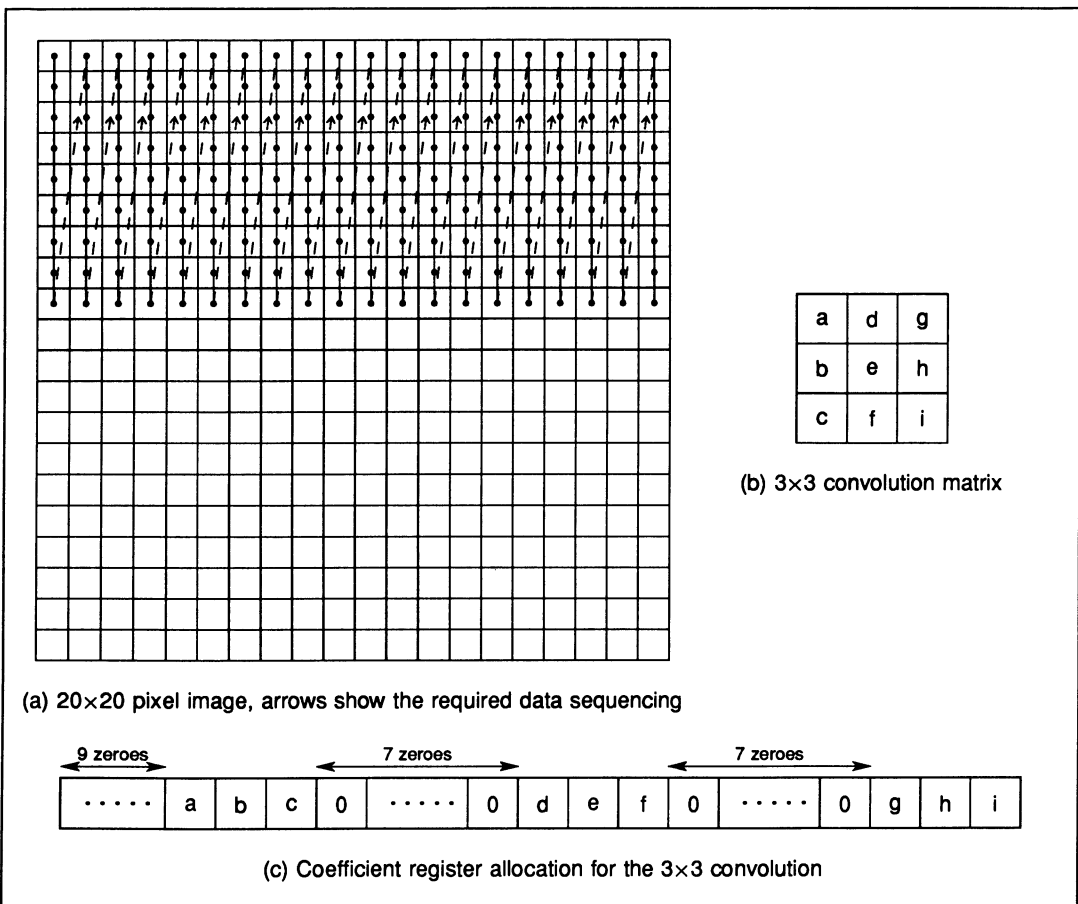 a d g
b e h
c f i
(b) 3×3 convolution matrix
(a) 20×20 pixel image, arrows show the required data sequencing
9 zeroes 7 zeroes 7 zeroes
..... a b c 0 ..... 0 d e f 0 ..... 0 g h i
(c) Coefficient register allocation for the 3×3 convolution